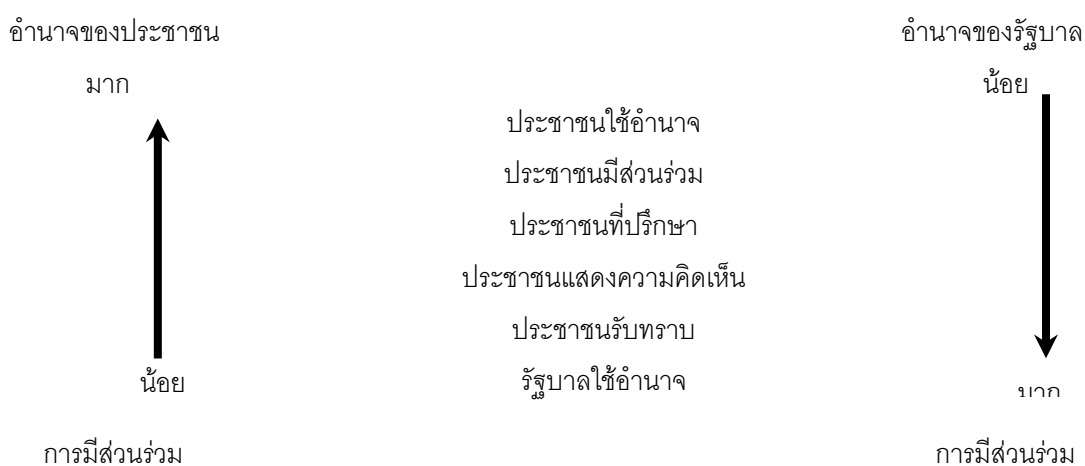 อำนาจของประชาชน อำนาจของรัฐบาล
มาก น้อย
ประชาชนใช้อำนาจ
ประชาชนมีส่วนร่วม
ประชาชนที่ปรึกษา
ประชาชนแสดงความคิดเห็น
ประชาชนรับทราบ
น้อย รัฐบาลใช้อำนาจ มาก
การมีส่วนร่วม การมีส่วนร่วม